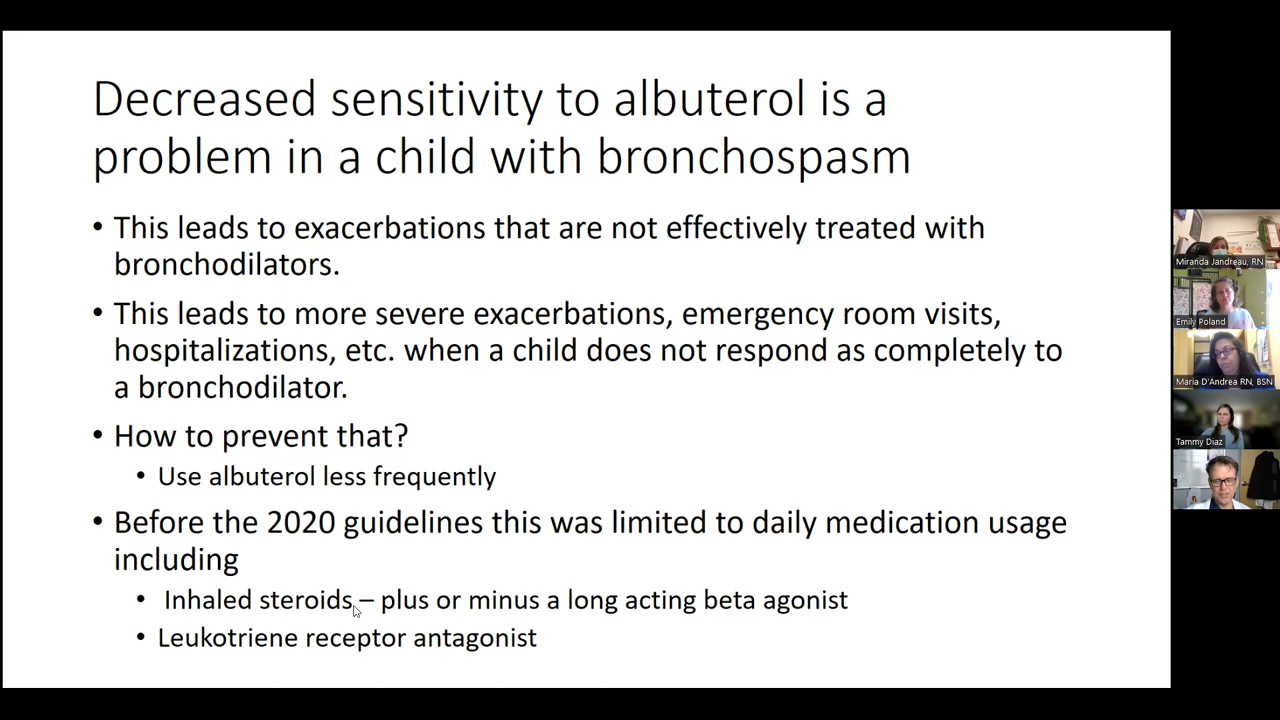 Decreased sensitivity to albuterol is a
problem in a child with bronchospasm
• This leads to exacerbations that are not effectively treated with
bronchodilators.
• This leads to more severe exacerbations, emergency room visits,
hospitalizations, etc. when a child does not respond as completely to
a bronchodilator.
• How to prevent that?
• Use albuterol less frequently
• Before the 2020 guidelines this was limited to daily medication usage
including
• Inhaled steroids – plus or minus a long acting beta agonist
• Leukotriene receptor antagonist
Miranda Jandreau, RN
Emily Poland
Maria D'Andrea RN, BSN
Tammy Diaz